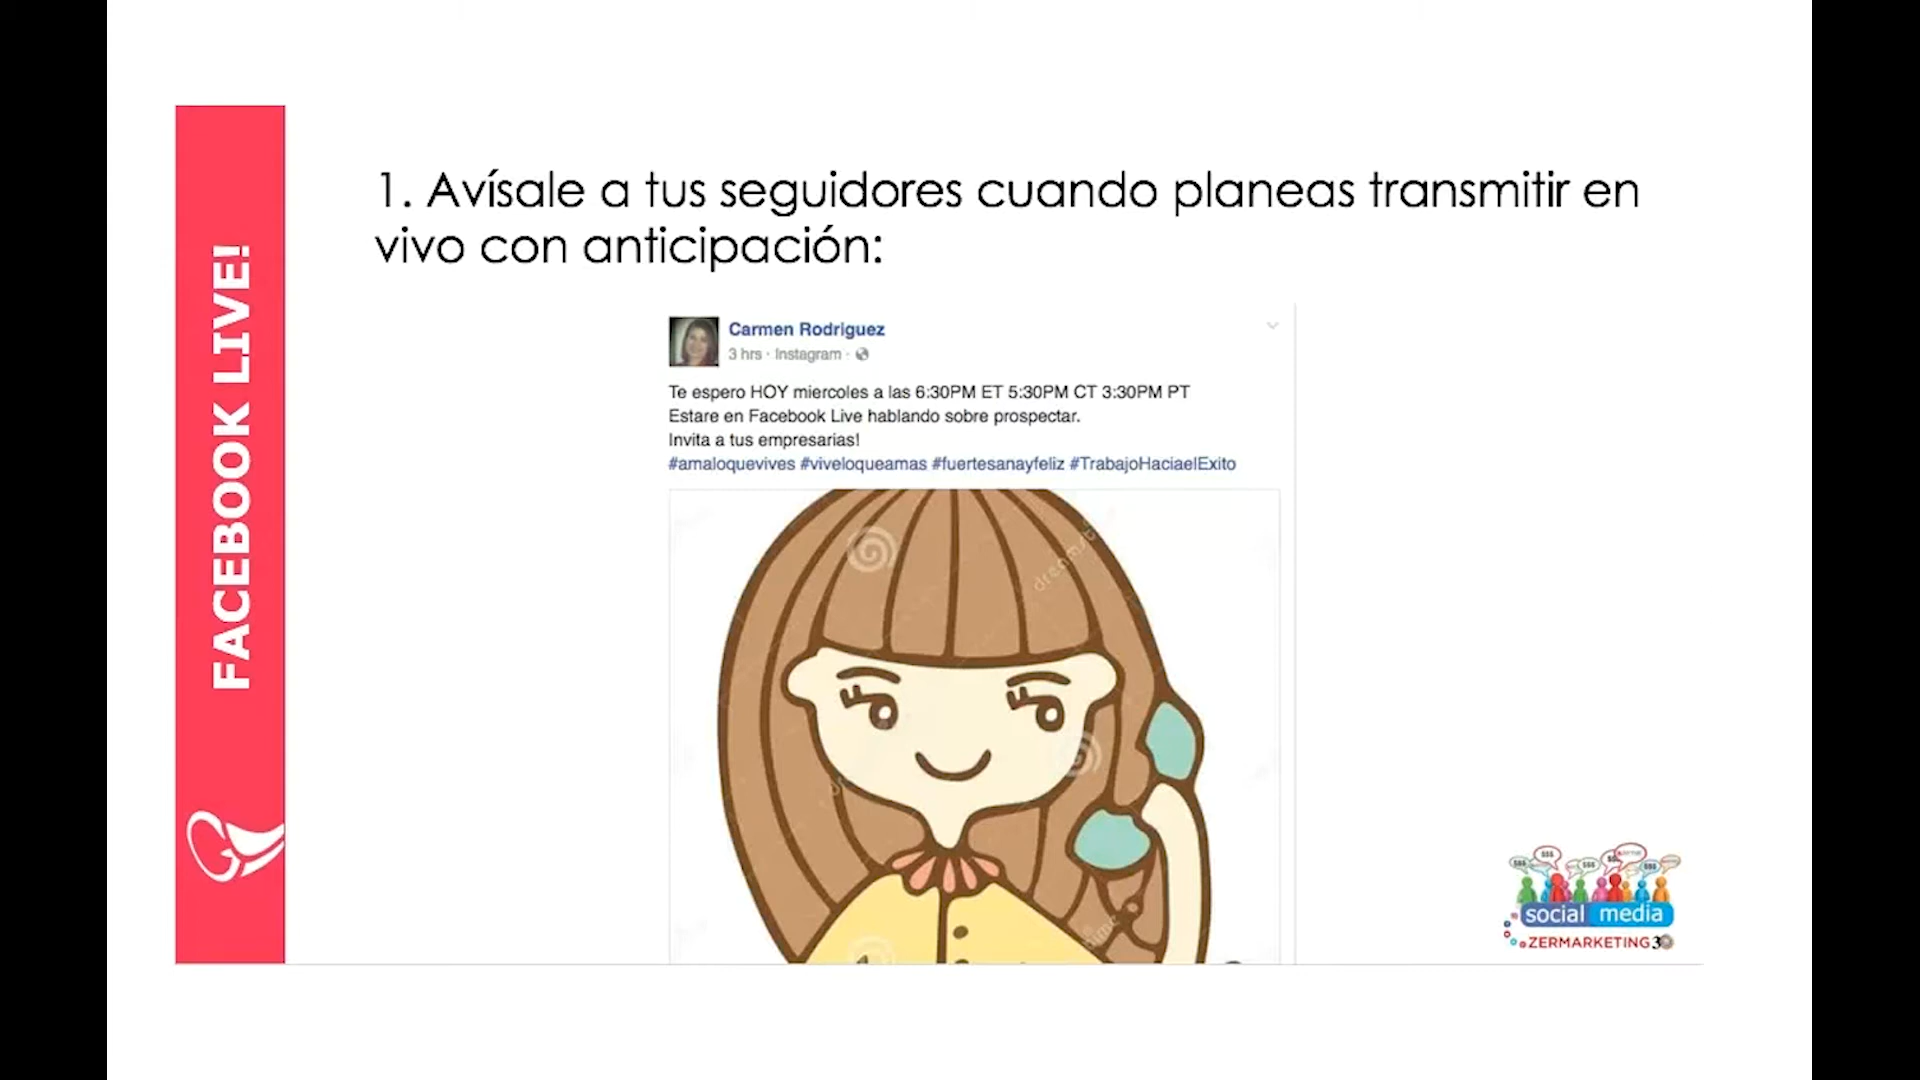 FACEBOOK LIVE!
1. Avísale a tus seguidores cuando planeas transmitir en
vivo con anticipación:
Carmen Rodriguez
3 hrs · Instagram ·
Te espero HOY miercoles a las 6:30PM ET 5:30PM CT 3:30PM PT
Estare en Facebook Live hablando sobre prospectar.
Invita a tus empresarias!
#amaloquevives #viveloqueamas #fuertesanayfeliz #TrabajoHaciaelExito
$$$ $$$ $$$ $$$
social media
ZERMARKETING3